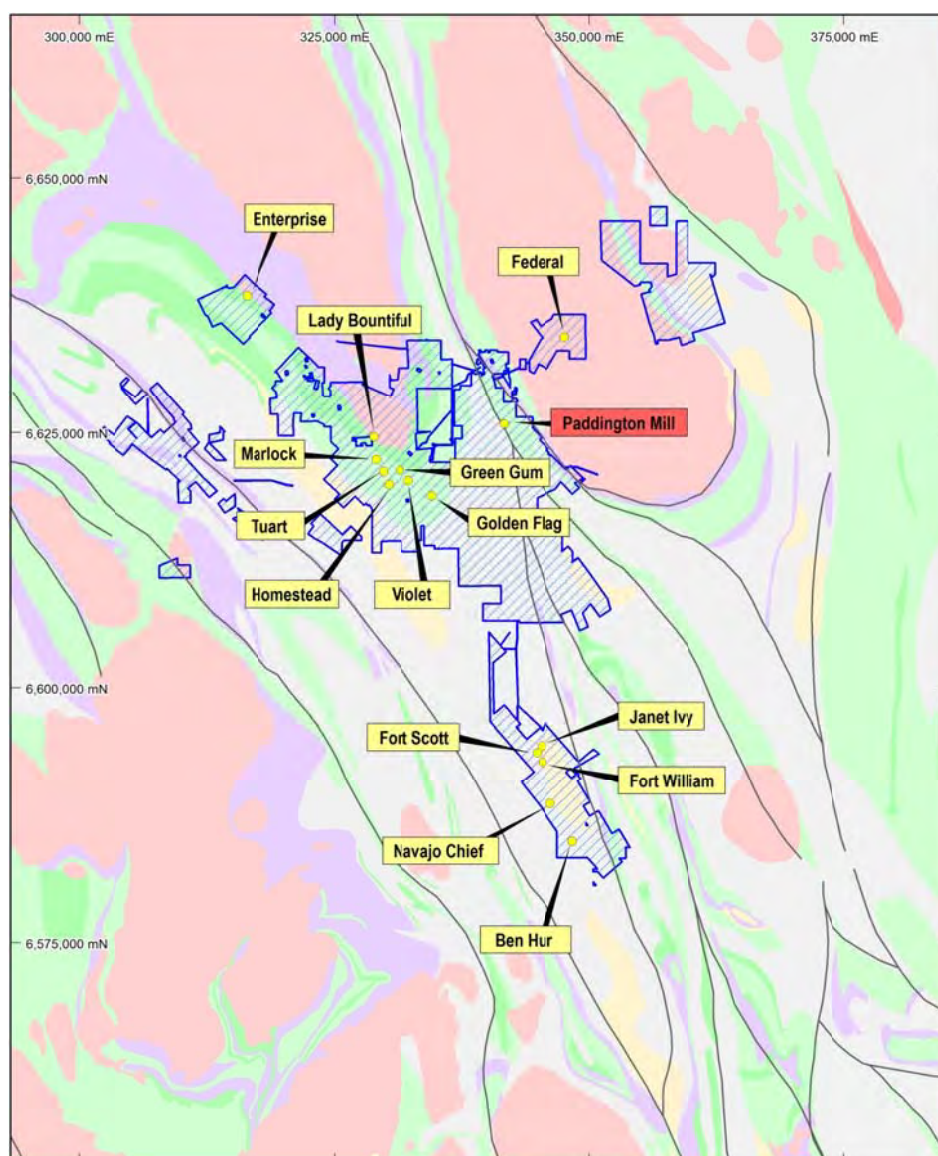 300,000 mE
325,000 mE
350,000 mE
375,000 mE
6,650,000 mN
Enterprise
Federal
Lady Bountiful
Paddington Mill
6,625,000 mN
Marlock
Green Gum
Tuart
Golden Flag
Homestead
Violet
6,600,000 mN
Janet Ivy
Fort Scott
Fort William
Navajo Chief
Ben Hur
6,575,000 mN